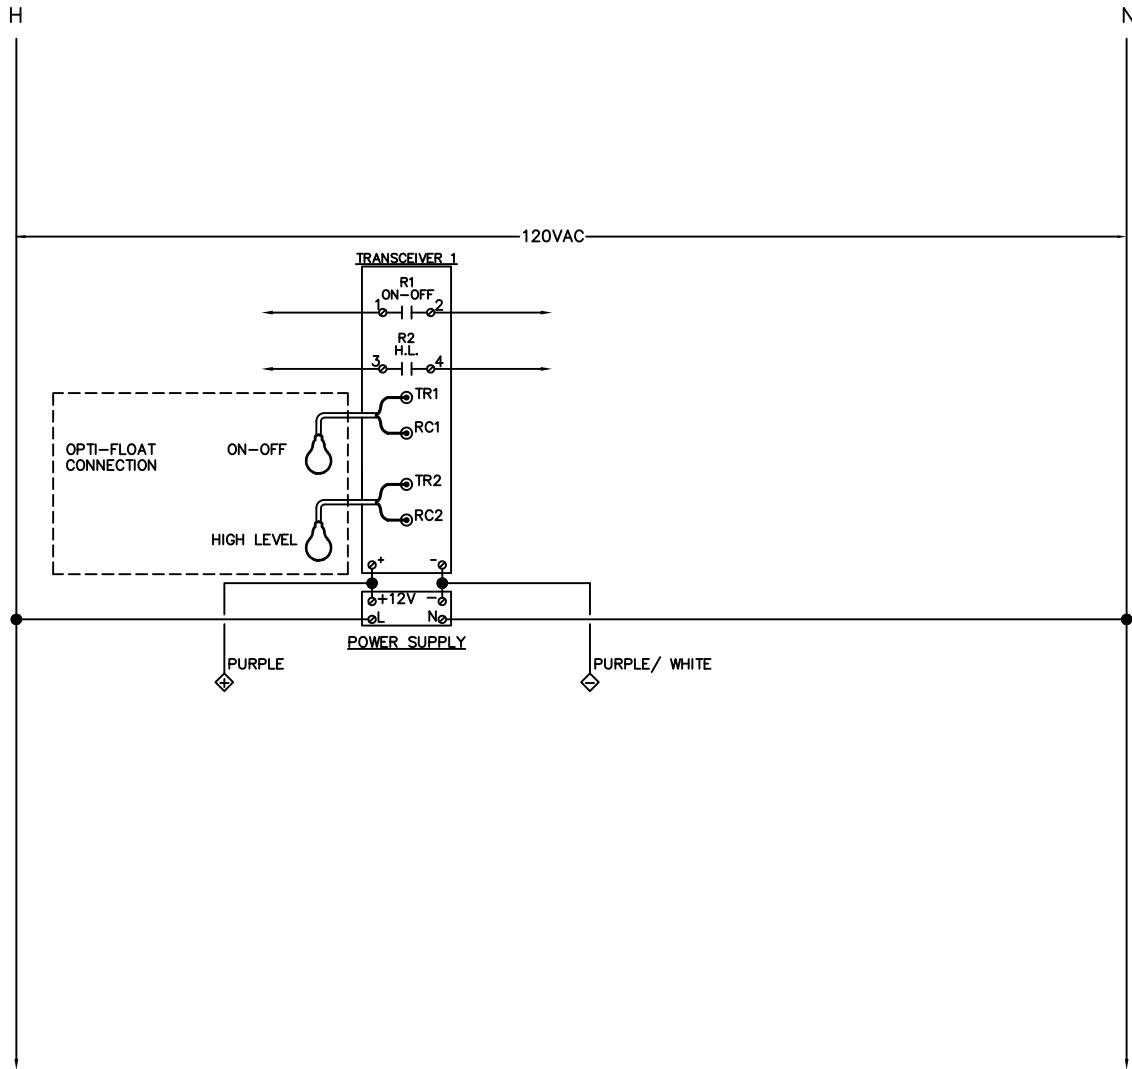 H
N
120VAC
TRANSCEIVER 1
R1
ON-OFF
1 2
R2
H.L.
3 4
TR1
RC1
OPTI-FLOAT
CONNECTION
ON-OFF
TR2
RC2
HIGH LEVEL
+ -
+12V -
L N
POWER SUPPLY
PURPLE
PURPLE/ WHITE
+
-